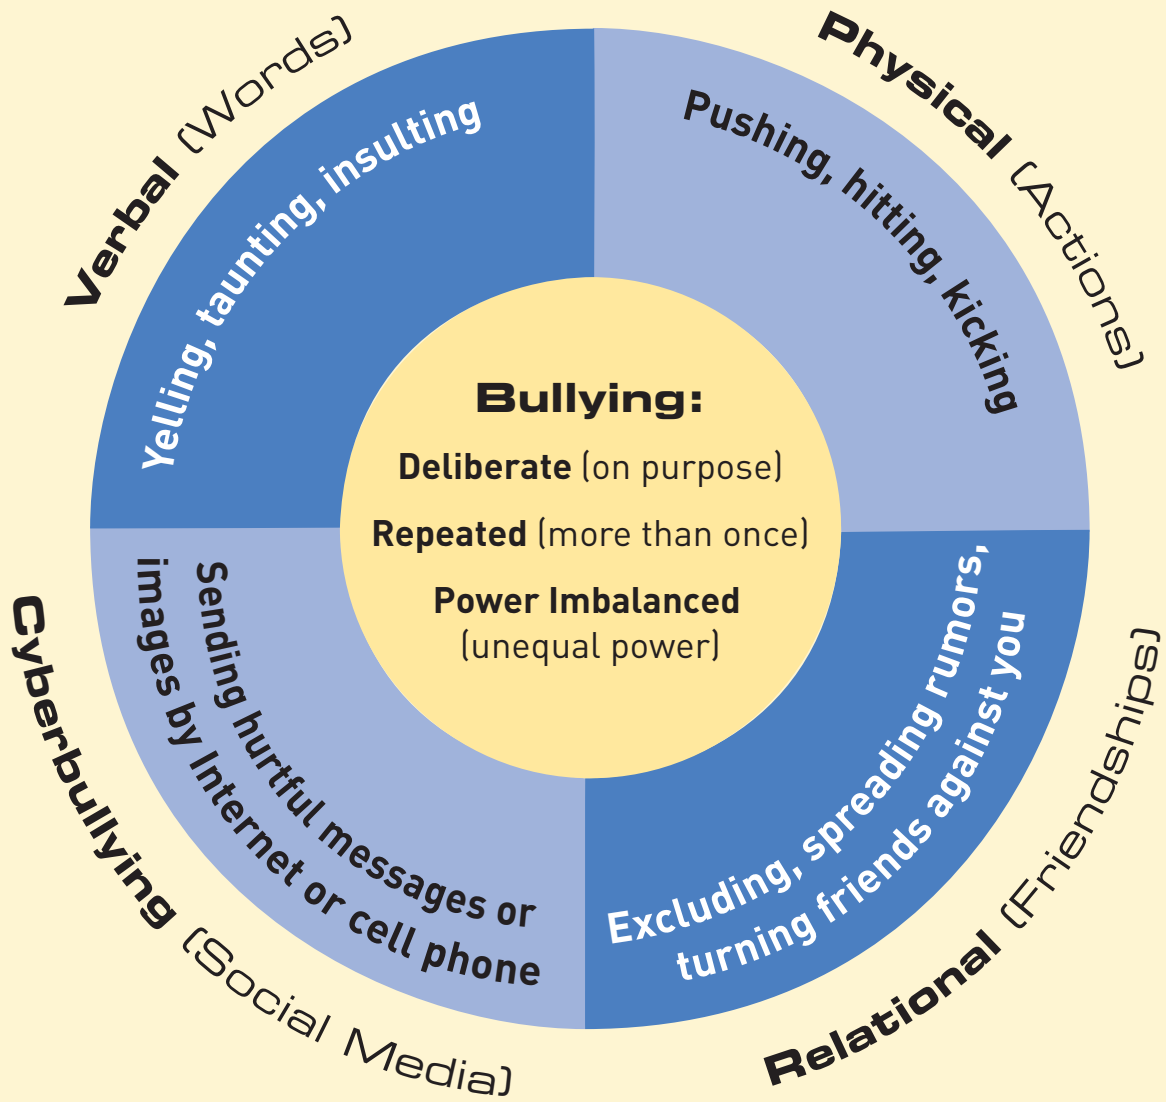 Verbal (Words)
Yelling, taunting, insulting
Physical (Actions)
Pushing, hitting, kicking
Bullying:
Deliberate (on purpose)
Repeated (more than once)
Power Imbalanced
(unequal power)
Cyberbullying (Social Media)
Sending hurtful messages or
images by Internet or cell phone
Relational (Friendships)
Excluding, spreading rumors,
turning friends against you